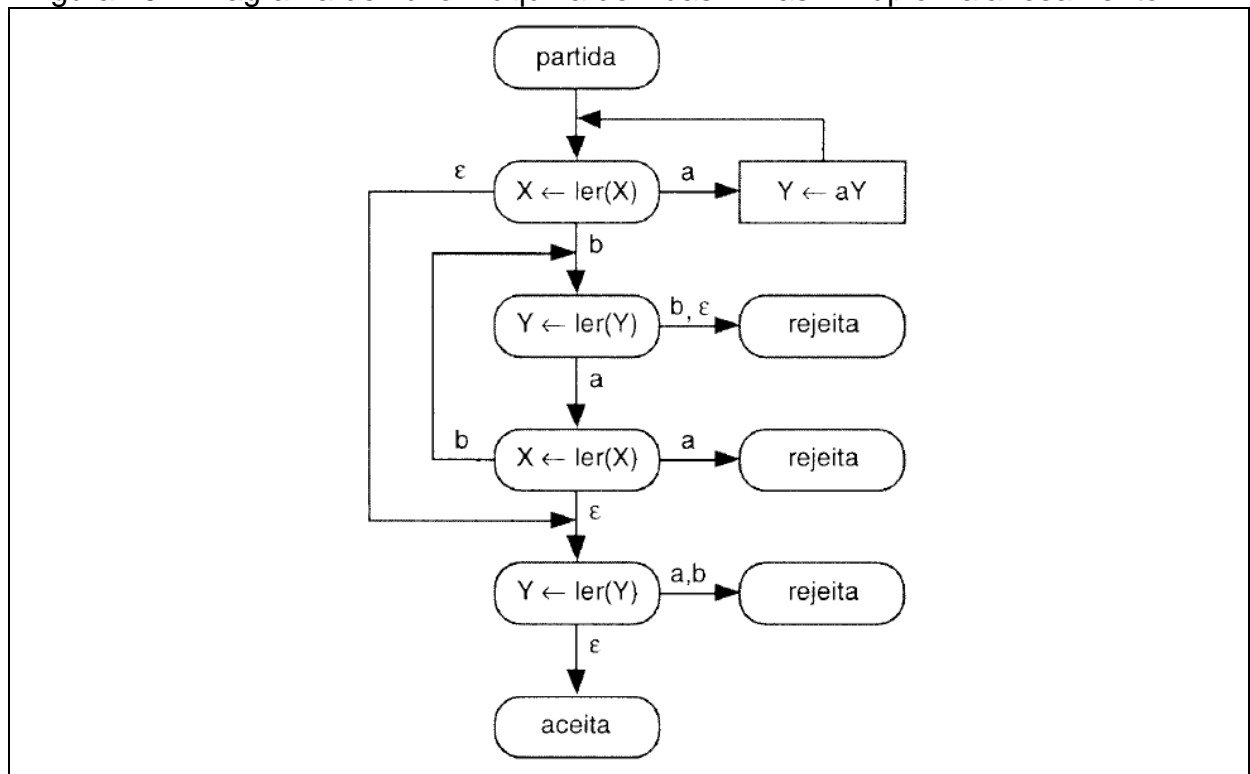 partida
ε
X ← ler(X)
a
Y ← aY
b
Y ← ler(Y)
b, ε
rejeita
a
b
X ← ler(X)
a
rejeita
ε
Y ← ler(Y)
a,b
rejeita
ε
aceita